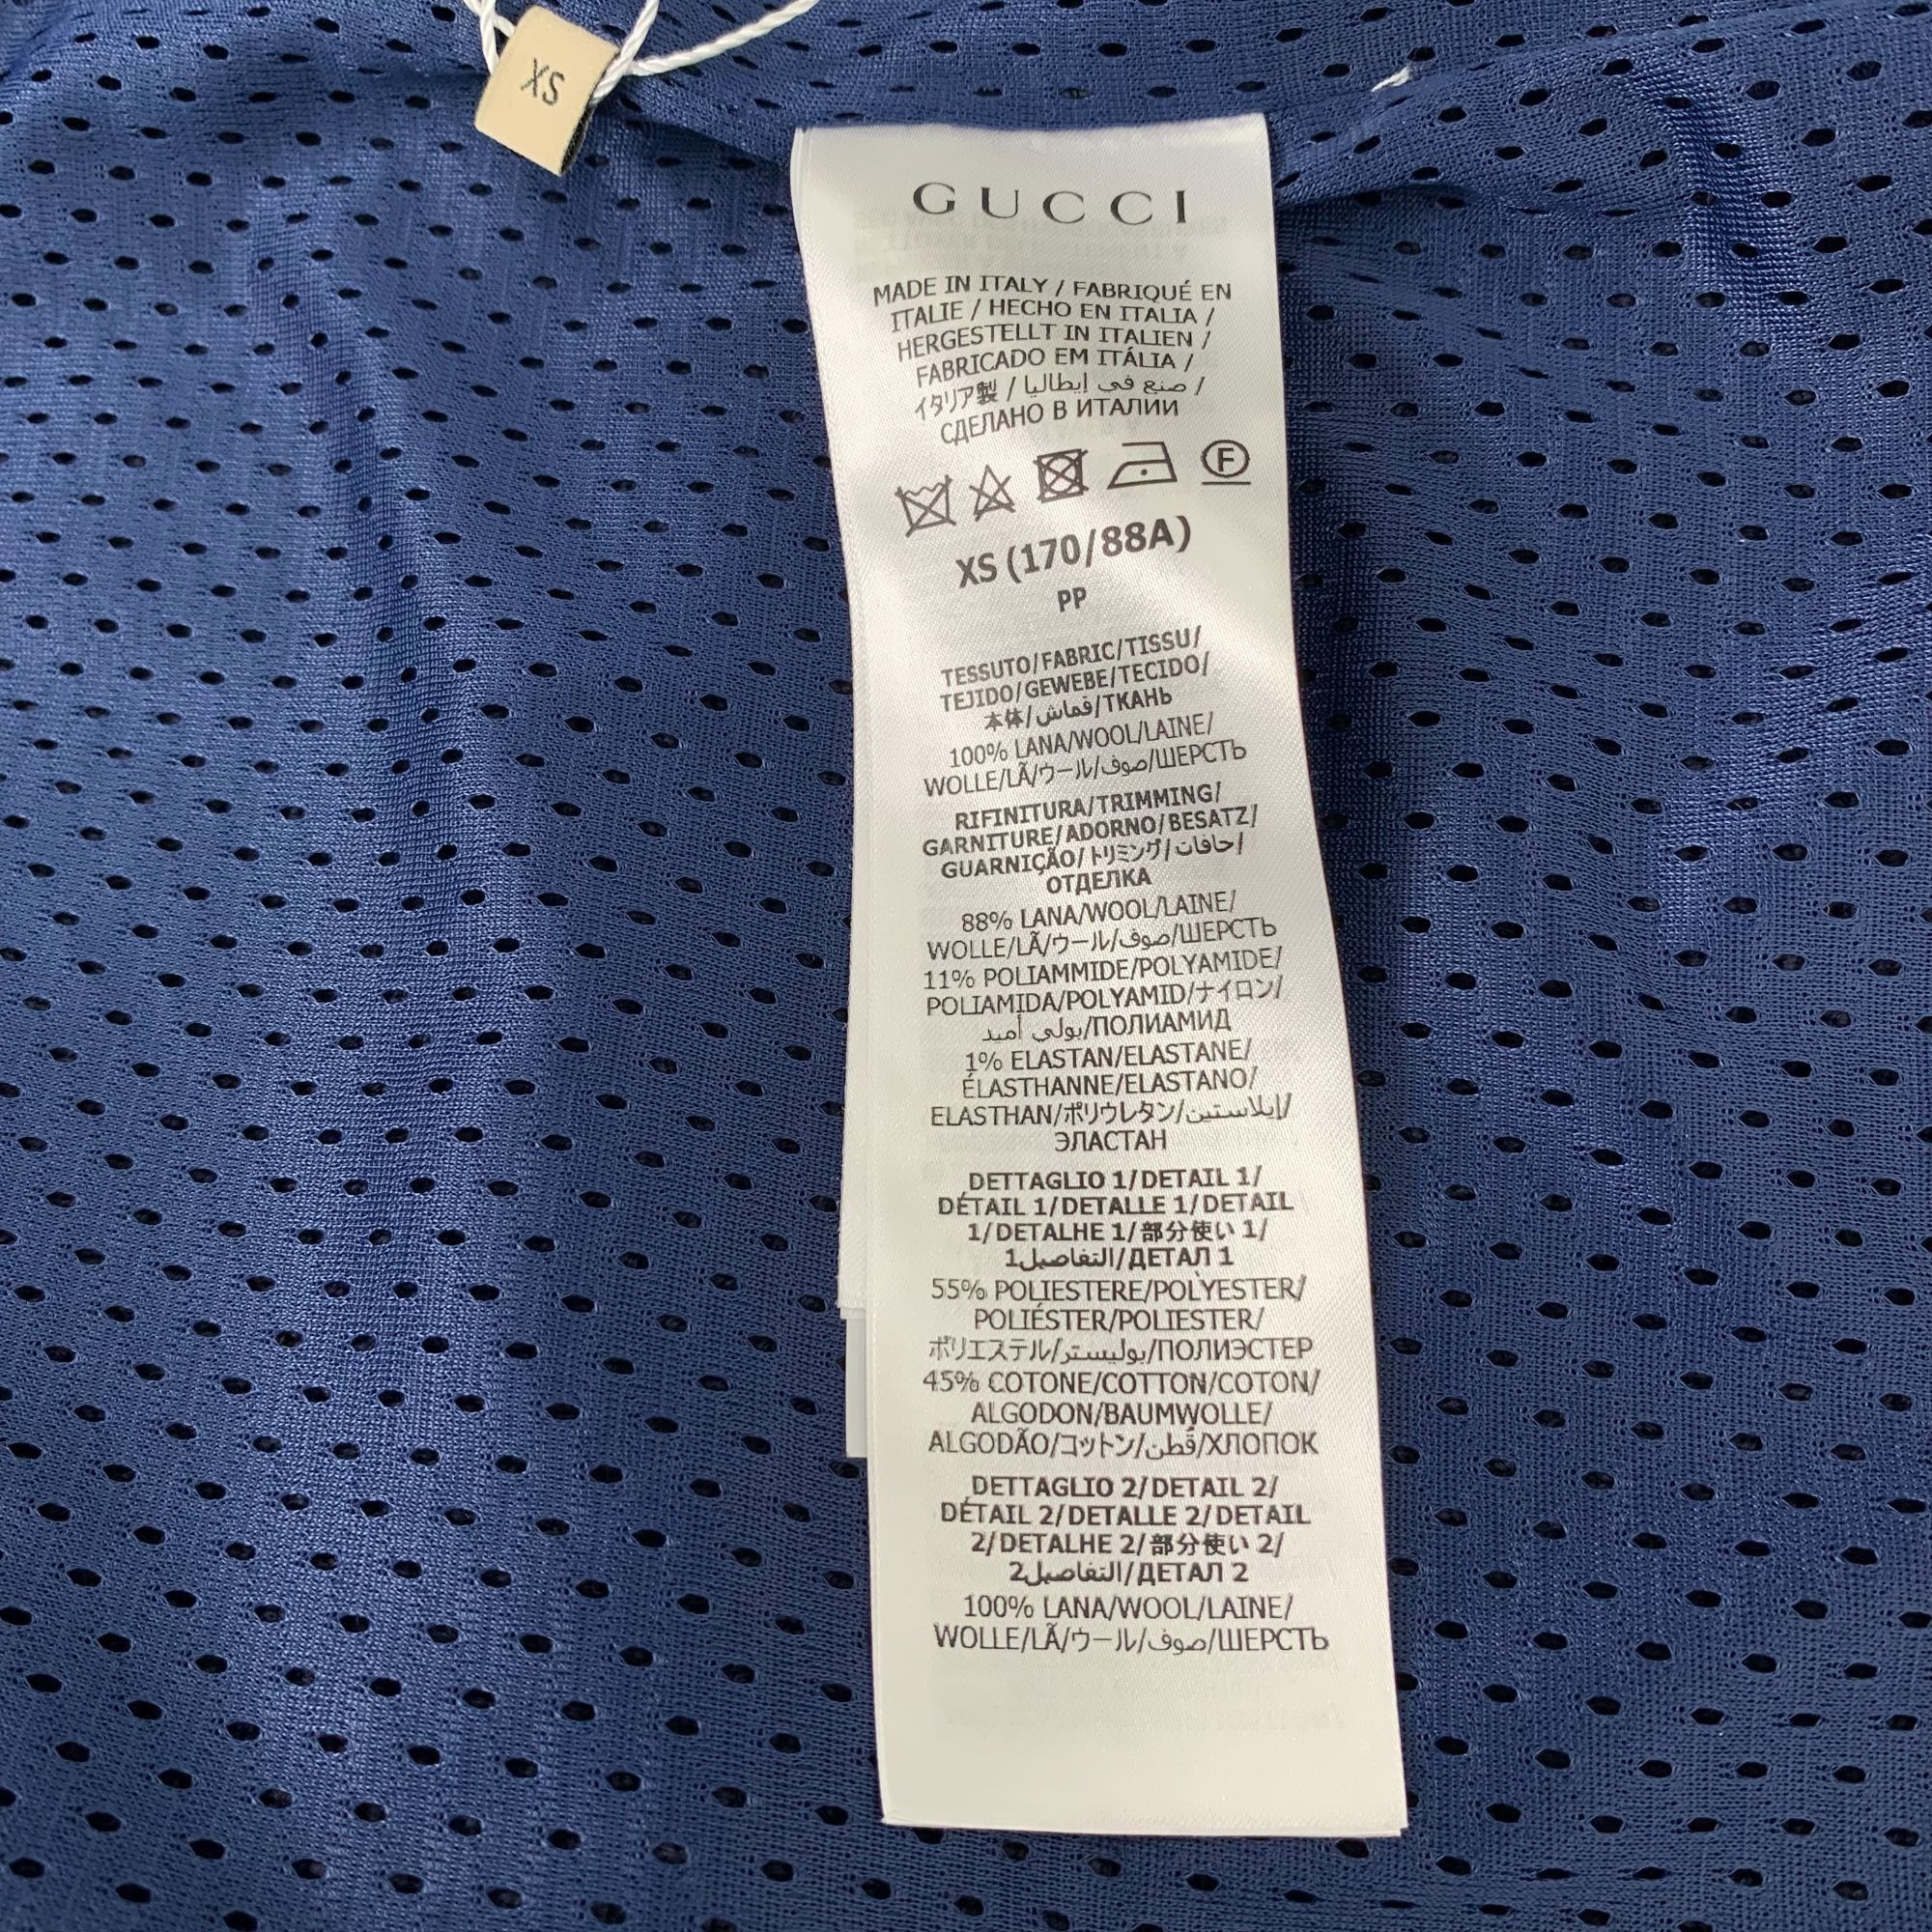 XS
GUCCI
MADE IN ITALY / FABRIQUÉ EN
ITALIE / HECHO EN ITALIA /
HERGESTELLT IN ITALIEN /
FABRICADO EM ITÁLIA /
イタリア製 / صنع في إيطاليا /
СДЕЛАНО В ИТАЛИИ
F
XS (170/88A)
PP
TESSUTO/FABRIC/TISSU/
TEJIDO/GEWEBE/TECIDO/
本体/قماش/ТКАНЬ
100% LANA/WOOL/LAINE/
WOLLE/LÃ/ウール/صوف/ШЕРСТЬ
RIFINITURA/TRIMMING/
GARNITURE/ADORNO/BESATZ/
GUARNIÇÃO/トリミング/حافات/
ОТДЕЛКА
88% LANA/WOOL/LAINE/
WOLLE/LÃ/ウール/صوف/ШЕРСТЬ
11% POLIAMMIDE/POLYAMIDE/
POLIAMIDA/POLYAMID/ナイロン/
بولي أميد/ПОЛИАМИД
1% ELASTAN/ELASTANE/
ÉLASTHANNE/ELASTANO/
ELASTHAN/ポリウレタン/إيلاستين/
ЭЛАСТАН
DETTAGLIO 1/DETAIL 1/
DÉTAIL 1/DETALLE 1/DETAIL
1/DETALHE 1/部分使い 1/
التفاصيل1/ДЕТАЛ 1
55% POLIESTERE/POLYESTER/
POLIÉSTER/POLIESTER/
ポリエステル/بوليستر/ПОЛИЭСТЕР
45% COTONE/COTTON/COTON/
ALGODON/BAUMWOLLE/
ALGODÃO/コットン/قطن/ХЛОПОК
DETTAGLIO 2/DETAIL 2/
DÉTAIL 2/DETALLE 2/DETAIL
2/DETALHE 2/部分使い 2/
التفاصيل2/ДЕТАЛ 2
100% LANA/WOOL/LAINE/
WOLLE/LÃ/ウール/صوف/ШЕРСТЬ